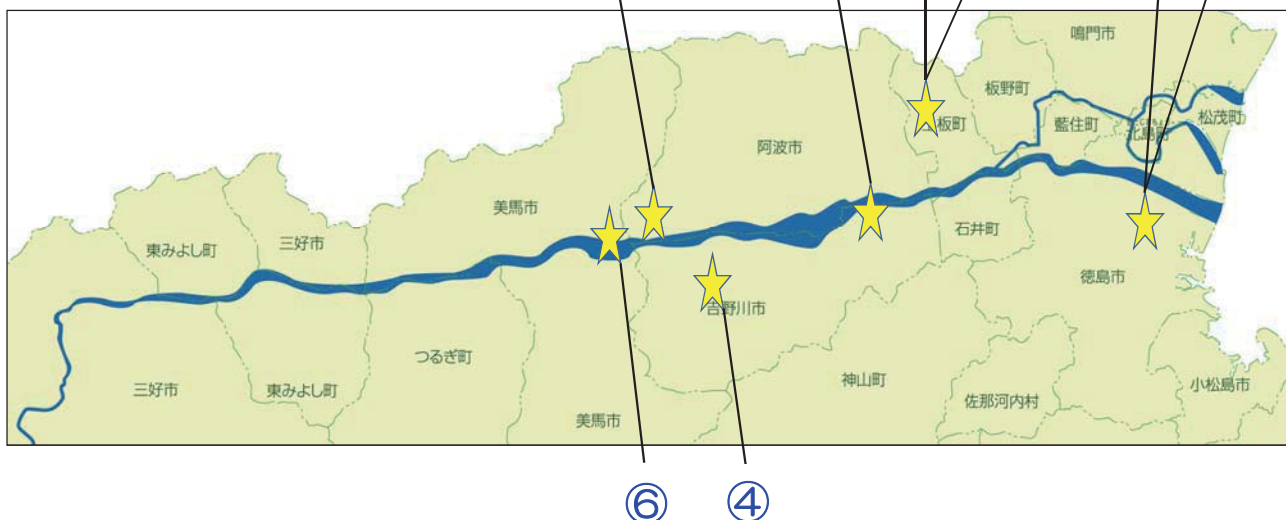 鳴門市
板野町
松茂町
藍住町
北島町
板町
阿波市
美馬市
石井町
三好市
東みよし町
徳島市
吉野川市
つるぎ町
神山町
小松島市
三好市
東みよし町
佐那河内村
美馬市
⑥
④